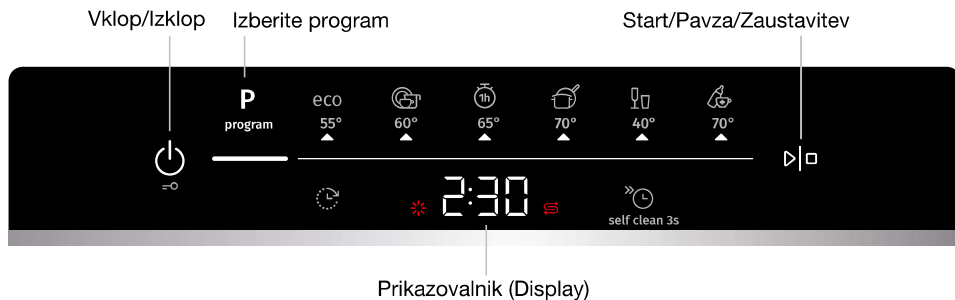 Vklop/Izklop Izberite program Start/Pavza/Zaustavitev
P
program
eco 1h
55° 60° 65° 70° 40° 70°
2:30
self clean 3s
Prikazovalnik (Display)